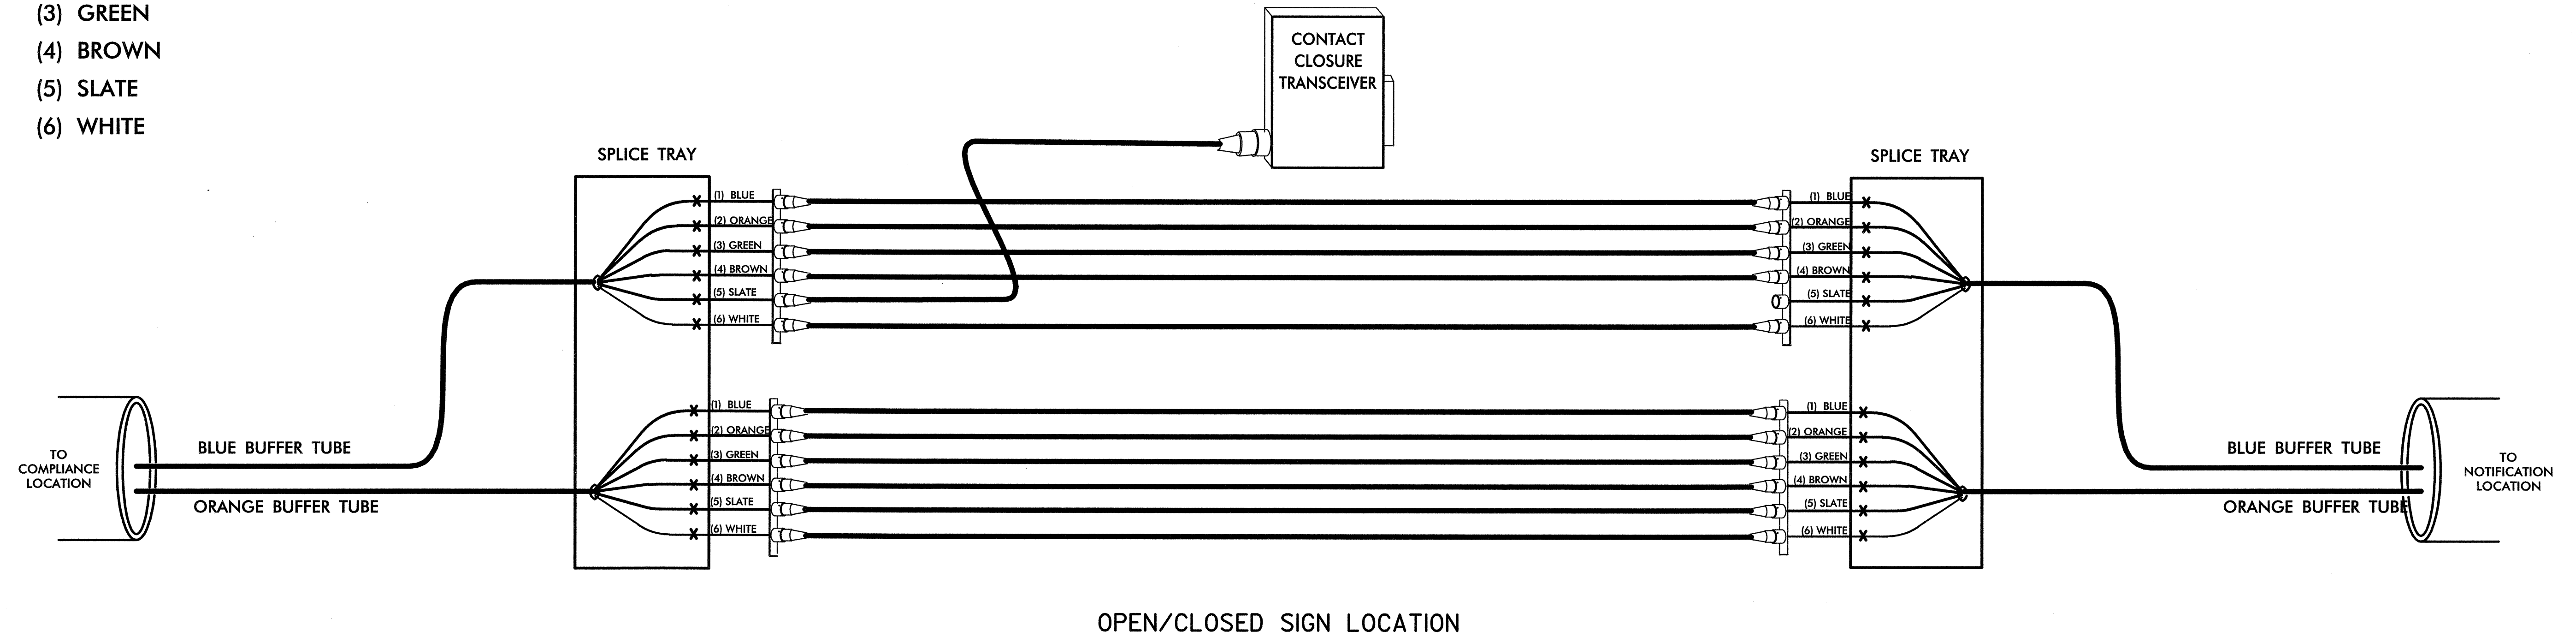 (3) GREEN
(4) BROWN
(5) SLATE
(6) WHITE
CONTACT
CLOSURE
TRANSCEIVER
SPLICE TRAY
SPLICE TRAY
(1) BLUE
(2) ORANGE
(3) GREEN
(4) BROWN
(5) SLATE
(6) WHITE
(1) BLUE
(2) ORANGE
(3) GREEN
(4) BROWN
(5) SLATE
(6) WHITE
(1) BLUE
(2) ORANGE
(3) GREEN
(4) BROWN
(5) SLATE
(6) WHITE
(1) BLUE
(2) ORANGE
(3) GREEN
(4) BROWN
(5) SLATE
(6) WHITE
TO
COMPLIANCE
LOCATION
BLUE BUFFER TUBE
ORANGE BUFFER TUBE
BLUE BUFFER TUBE
ORANGE BUFFER TUBE
TO
NOTIFICATION
LOCATION
OPEN/CLOSED SIGN LOCATION